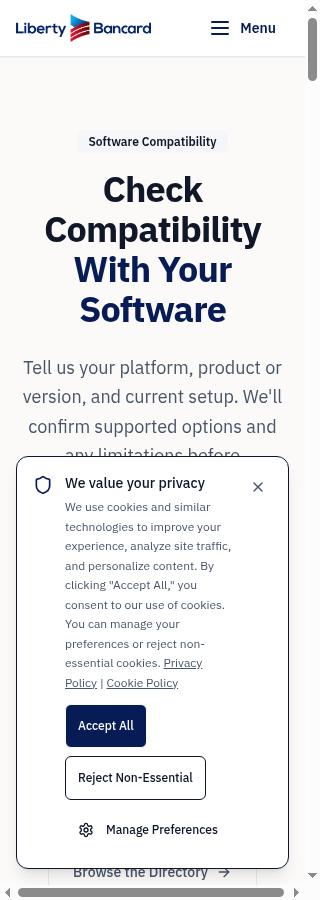 Liberty Bancard
Menu
Software Compatibility
Check
Compatibility
With Your
Software
Tell us your platform, product or
version, and current setup. We'll
confirm supported options and
any limitations before
We value your privacy
We use cookies and similar
technologies to improve your
experience, analyze site traffic,
and personalize content. By
clicking "Accept All," you
consent to our use of cookies.
You can manage your
preferences or reject non-
essential cookies. Privacy
Policy | Cookie Policy
Accept All
Reject Non-Essential
Manage Preferences
Browse the Directory